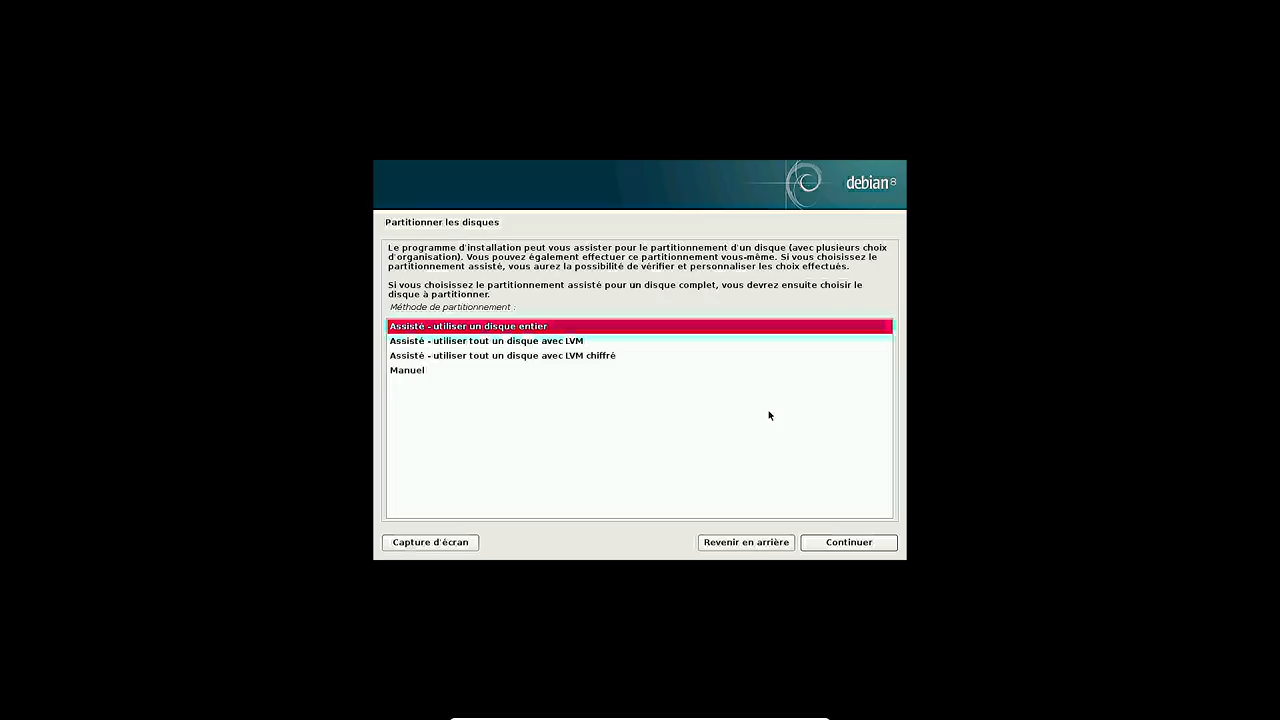 debian 8
Partitionner les disques
Le programme d'installation peut vous assister pour le partitionnement d'un disque (avec plusieurs choix
d'organisation). Vous pouvez également effectuer ce partitionnement vous-même. Si vous choisissez le
partitionnement assisté, vous aurez la possibilité de vérifier et personnaliser les choix effectués.
Si vous choisissez le partitionnement assisté pour un disque complet, vous devrez ensuite choisir le
disque à partitionner.
Méthode de partitionnement :
Assisté - utiliser un disque entier
Assisté - utiliser tout un disque avec LVM
Assisté - utiliser tout un disque avec LVM chiffré
Manuel
Capture d'écran
Revenir en arrière
Continuer